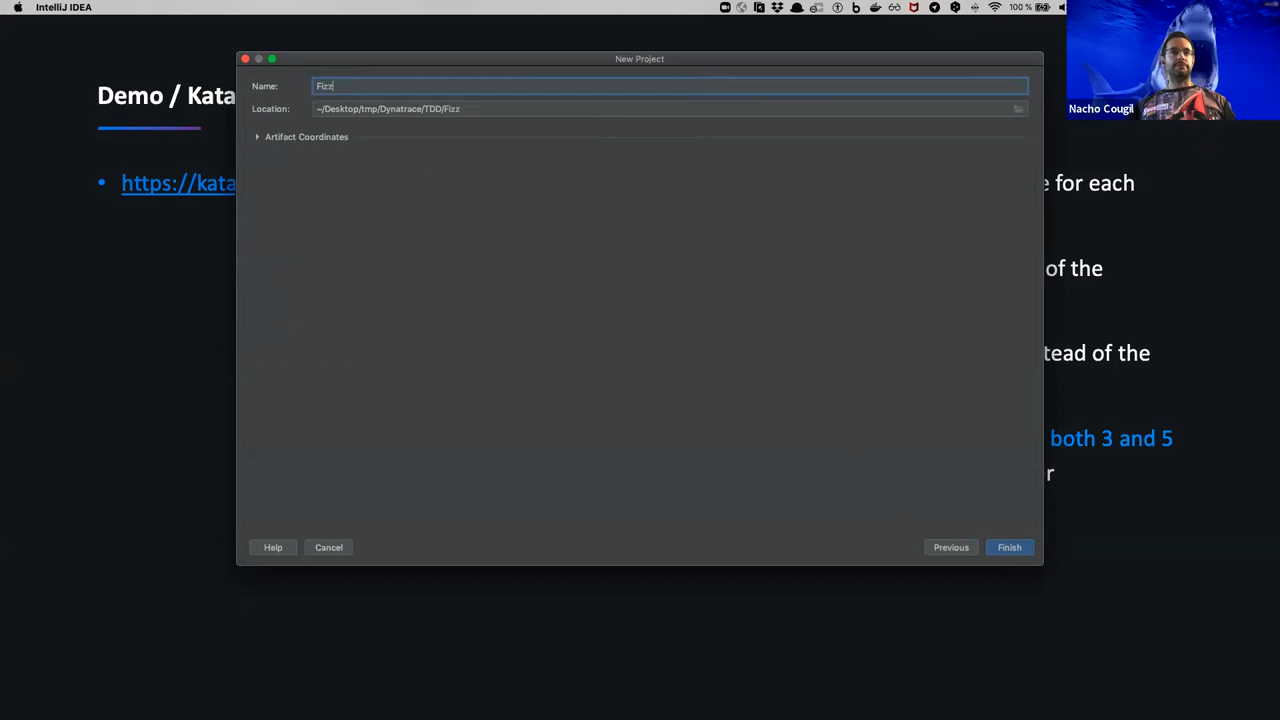 IntelliJ IDEA
100 %
New Project
Name:
Fizz
Location:
~/Desktop/tmp/Dynatrace/TDD/Fizz
Artifact Coordinates
Help
Cancel
Previous
Finish
Demo / Kata
https://kata
e for each
of the
tead of the
both 3 and 5
r
Nacho Cougil